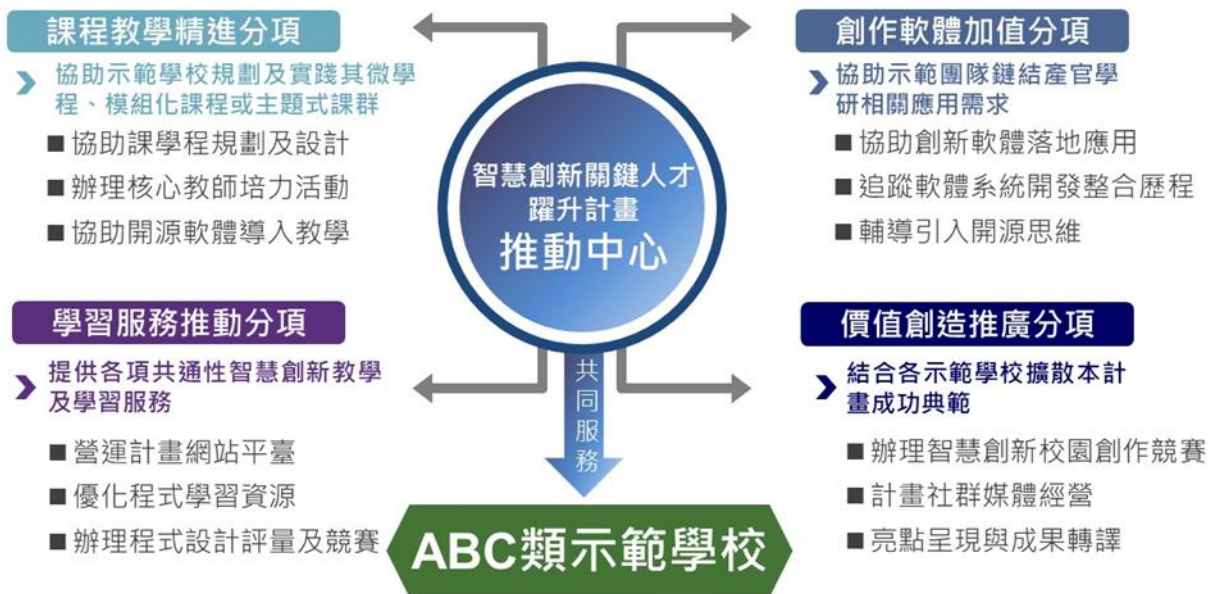 課程教學精進分項
協助示範學校規劃及實踐其微學
程、模組化課程或主題式課群
■ 協助課學程規劃及設計
■ 辦理核心教師培力活動
■ 協助開源軟體導入教學
創作軟體加值分項
協助示範團隊鏈結產官學
研相關應用需求
■ 協助創新軟體落地應用
■ 追蹤軟體系統開發整合歷程
■ 輔導引入開源思維
智慧創新關鍵人才
躍升計畫
推動中心
學習服務推動分項
提供各項共通性智慧創新教學
及學習服務
■ 營運計畫網站平臺
■ 優化程式學習資源
■ 辦理程式設計評量及競賽
價值創造推廣分項
結合各示範學校擴散本計
畫成功典範
■ 辦理智慧創新校園創作競賽
■ 計畫社群媒體經營
■ 亮點呈現與成果轉譯
共同服務
ABC類示範學校